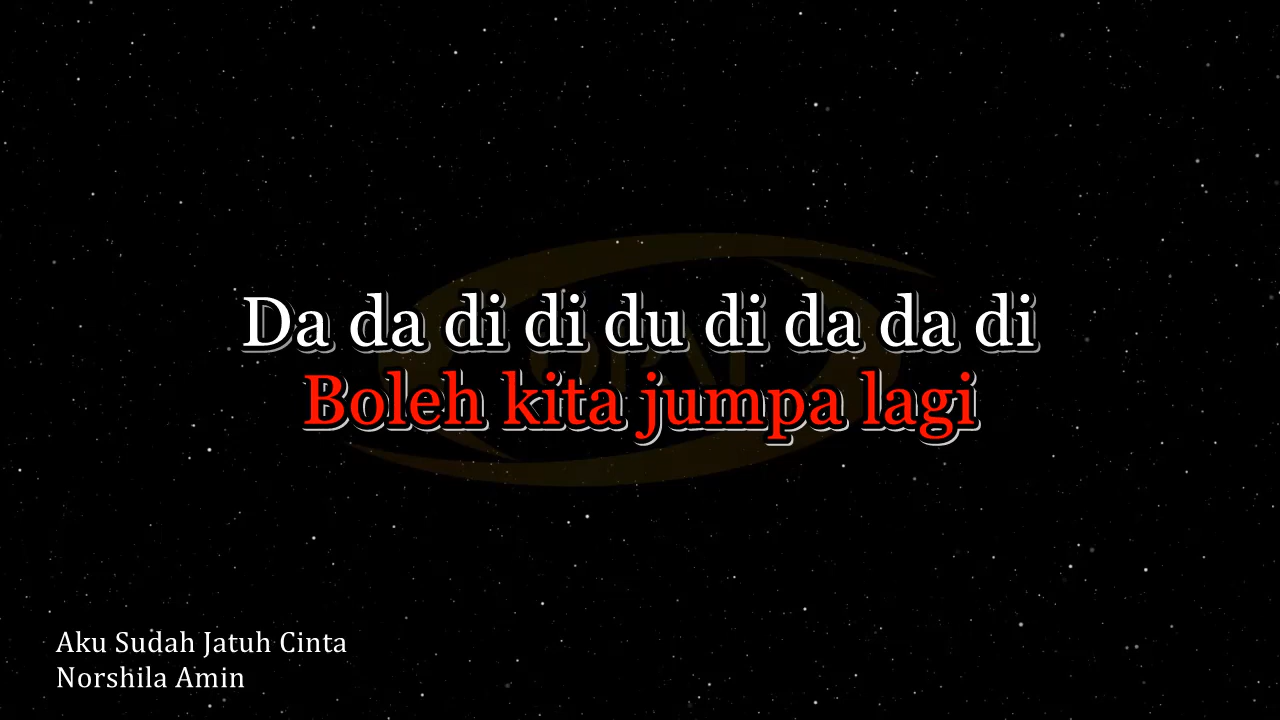 Da da di di du di da da di
Boleh kita jumpa lagi
Aku Sudah Jatuh Cinta
Norshila Amin